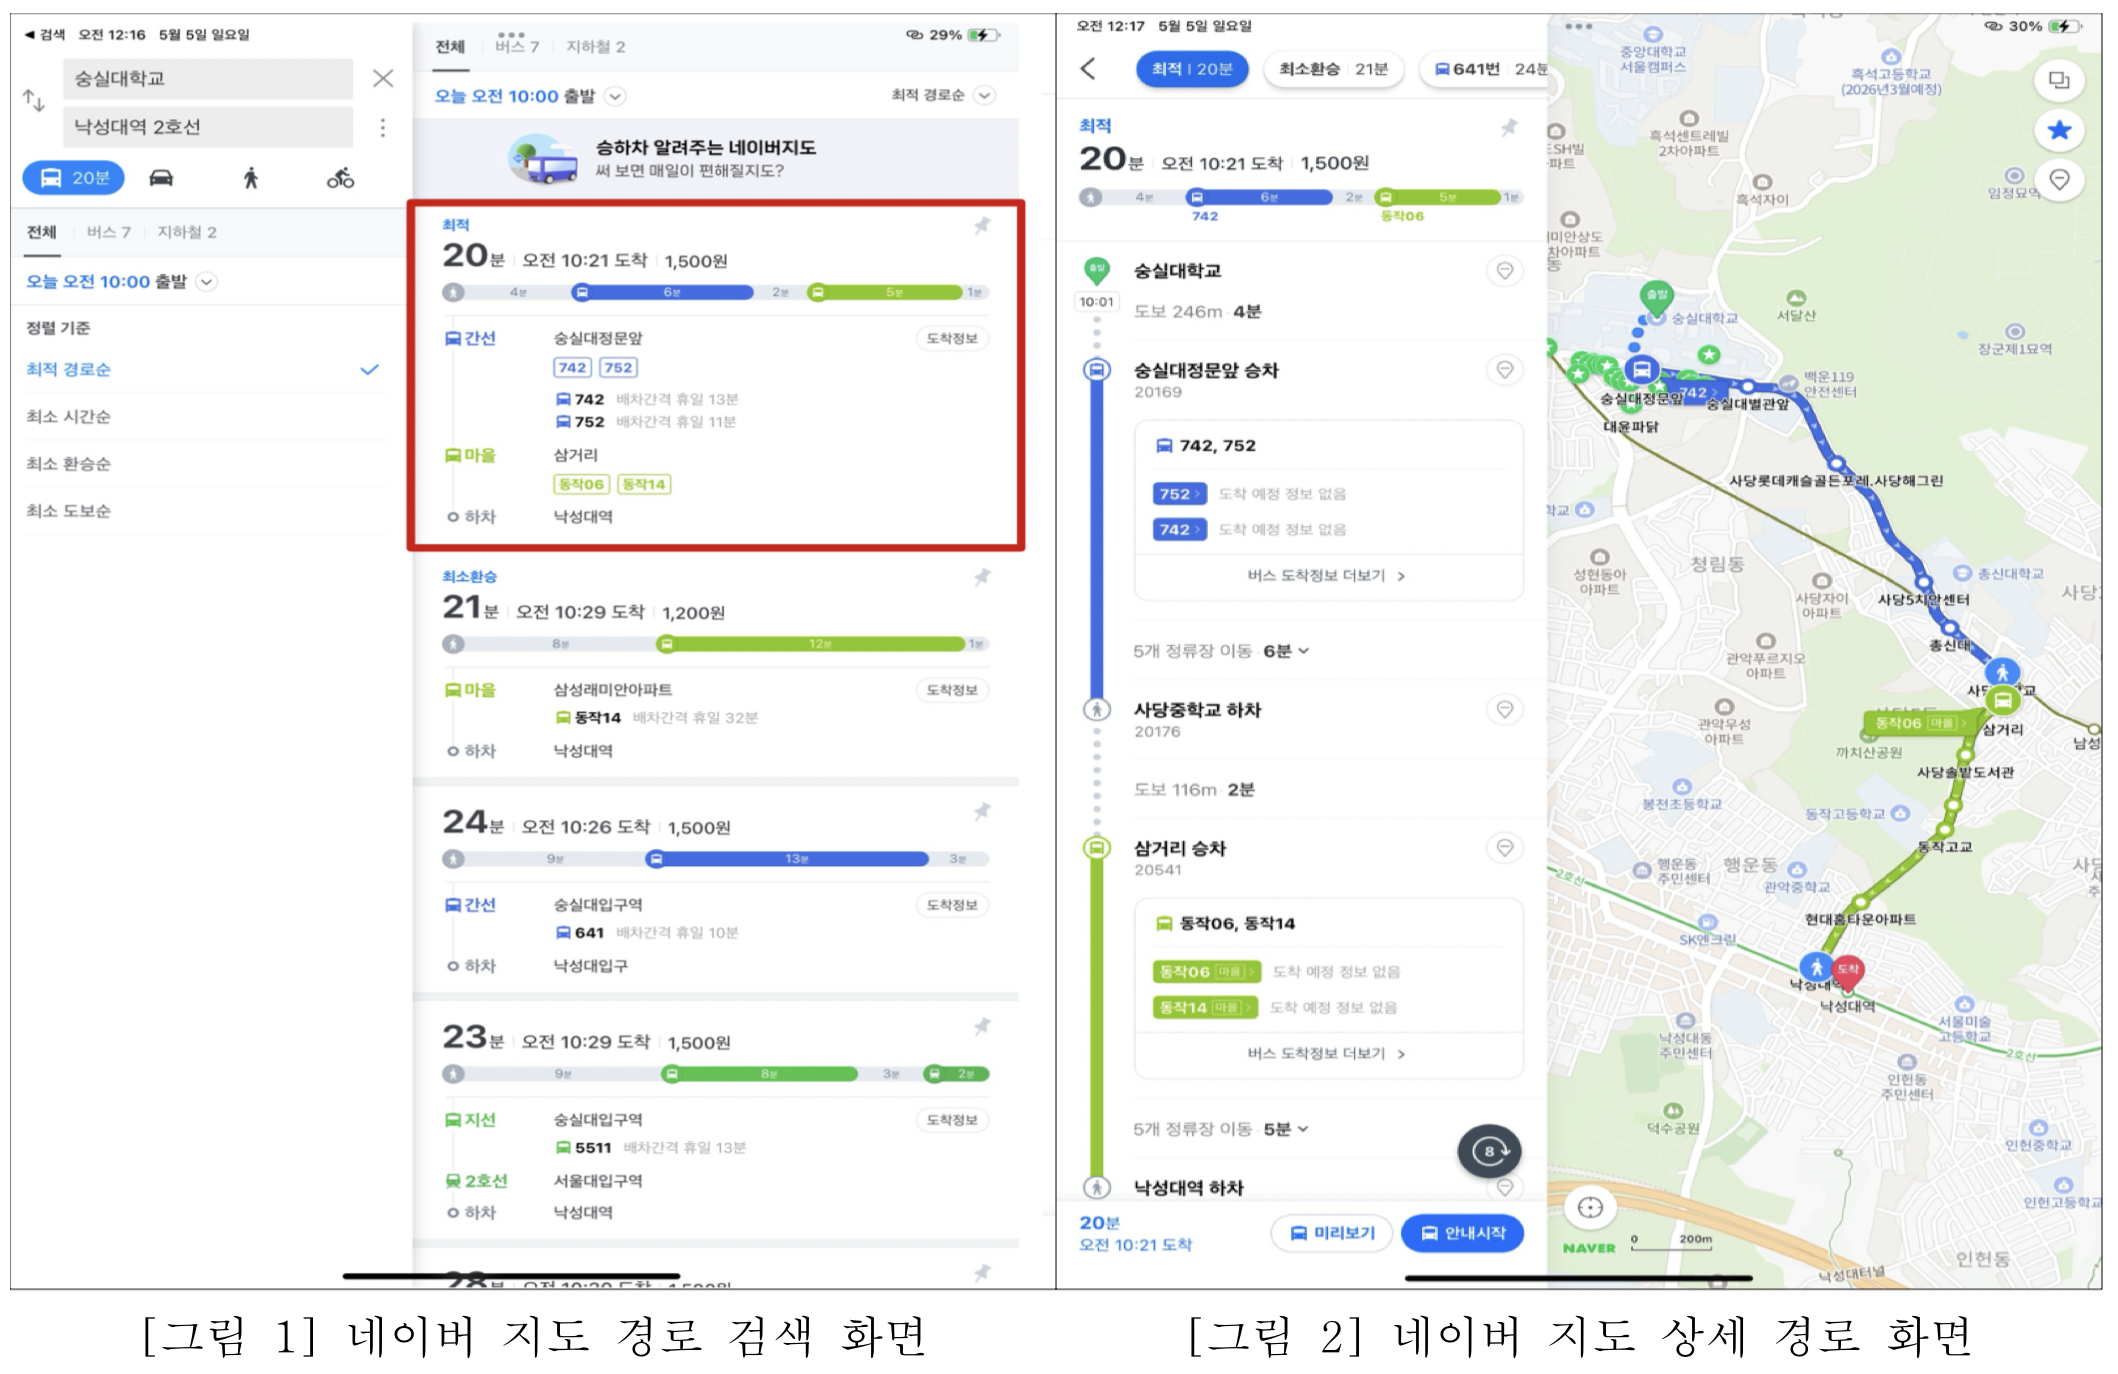 ◀ 검색 오전 12:16 5월 5일 일요일
숭실대학교
낙성대역 2호선
20분
전체 버스 7 지하철 2
오늘 오전 10:00 출발
정렬 기준
최적 경로순
최소 시간순
최소 환승순
최소 도보순
29%
전체 버스 7 지하철 2
오늘 오전 10:00 출발 최적 경로순
승하차 알려주는 네이버지도
써 보면 매일이 편해질지도?
최적
20분 오전 10:21 도착 1,500원
4분 6분 2분 5분 1분
간선 숭실대정문앞 도착정보
742 752
742 배차간격 휴일 13분
752 배차간격 휴일 11분
마을 삼거리
동작06 동작14
하차 낙성대역
최소환승
21분 오전 10:29 도착 1,200원
8분 12분 1분
마을 삼성래미안아파트 도착정보
동작14 배차간격 휴일 32분
하차 낙성대역
24분 오전 10:26 도착 1,500원
9분 13분 3분
간선 숭실대입구역 도착정보
641 배차간격 휴일 10분
하차 낙성대입구
23분 오전 10:29 도착 1,500원
9분 8분 3분 2분
지선 숭실대입구역 도착정보
5511 배차간격 휴일 13분
2호선 서울대입구역
하차 낙성대역
[그림 1] 네이버 지도 경로 검색 화면
오전 12:17 5월 5일 일요일
30%
최적 20분 최소환승 21분 641번 24분
최적
20분 오전 10:21 도착 1,500원
4분 6분 2분 5분 1분
742 동작06
출발 숭실대학교
10:01
도보 246m 4분
숭실대정문앞 승차
20169
742, 752
752 도착 예정 정보 없음
742 도착 예정 정보 없음
버스 도착정보 더보기
5개 정류장 이동 6분
사당중학교 하차
20176
도보 116m 2분
삼거리 승차
20541
동작06, 동작14
동작06 마을 도착 예정 정보 없음
동작14 마을 도착 예정 정보 없음
버스 도착정보 더보기
5개 정류장 이동 5분
8
낙성대역 하차
20분
오전 10:21 도착
미리보기 안내시작
중앙대학교
서울캠퍼스
흑석고등학교
(2026년3월예정)
흑석센트레빌
2차아파트
흑석자이
임정묘역
출발
숭실대학교
서달산
장군제1묘역
백운119
안전센터
742
숭실대정문앞
숭실대별관앞
대윤파닭
사당롯데캐슬골든포레.사당해그린
청림동
성현동아
아파트
사당자이
아파트
총신대학교
사당5치안센터
총신대
관악푸르지오
아파트
관악우성
아파트
동작06 마을
삼거리
까치산공원
남성
사당솔밭도서관
봉천초등학교
동작고등학교
동작고교
행운동
주민센터
행운동
관악중학교
2호선
현대홈타운아파트
SK엔크린
도착
낙성대역
낙성대역
서울미술
고등학교
낙성대동
주민센터
2호선
인헌동
주민센터
덕수공원
인헌중학교
인헌고등학교
NAVER
0 200m
인헌동
낙성대터널
[그림 2] 네이버 지도 상세 경로 화면